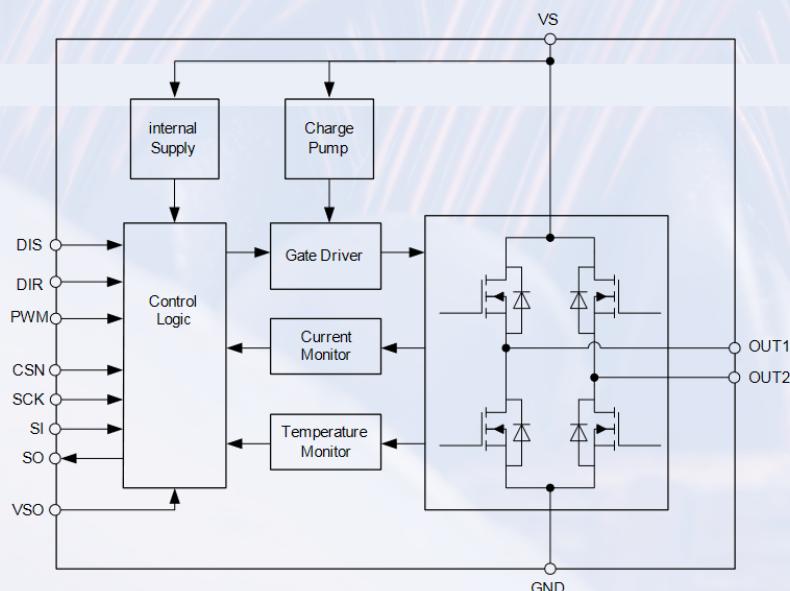 VS
internal
Supply
Charge
Pump
DIS
DIR
PWM
CSN
SCK
SI
SO
VSO
Control
Logic
Gate Driver
Current
Monitor
Temperature
Monitor
OUT1
OUT2
GND